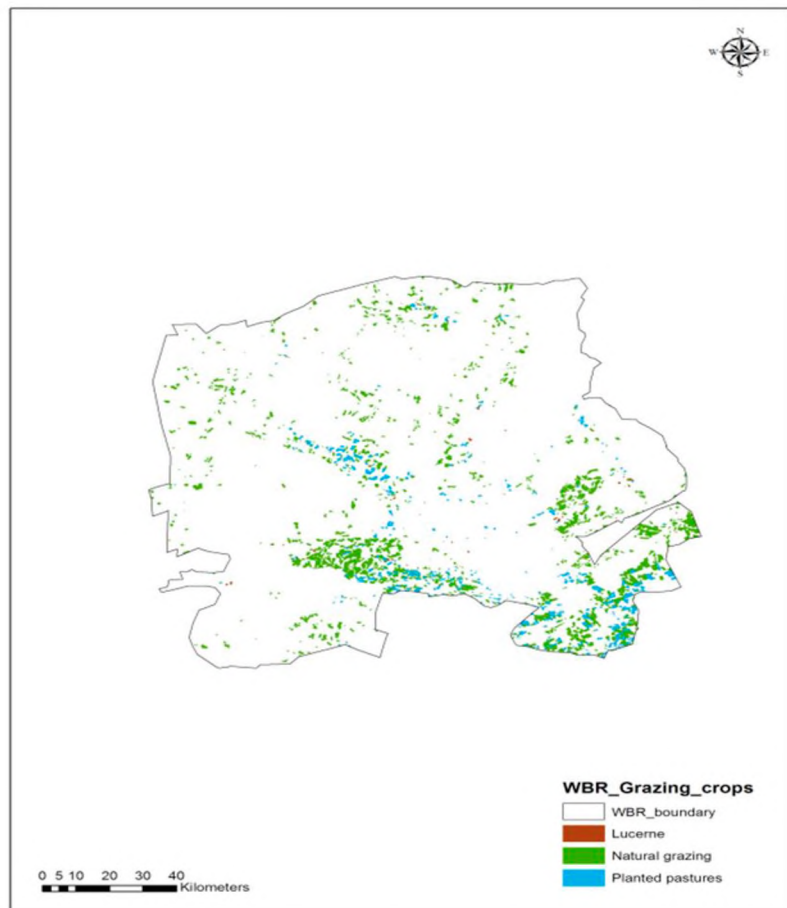 N
W E
S
WBR_Grazing_crops
WBR_boundary
Lucerne
Natural grazing
Planted pastures
0 5 10 20 30 40
Kilometers